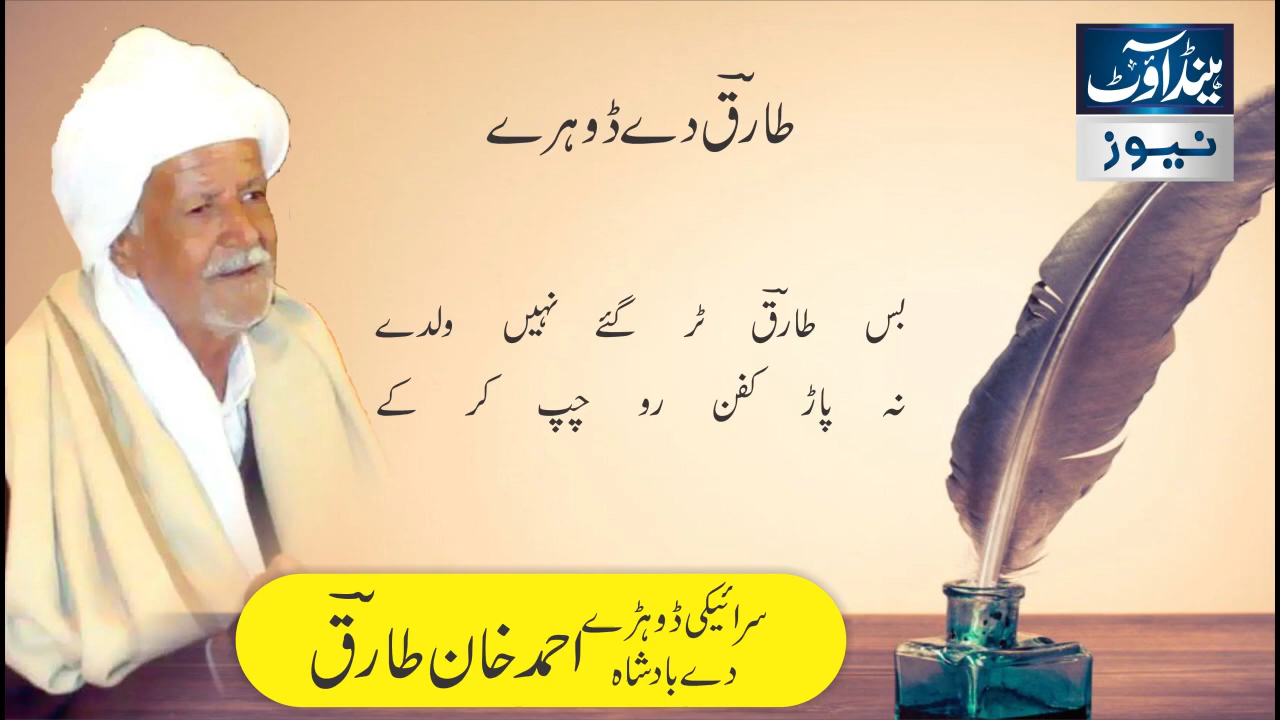 ہینڈ آؤٹ
نیوز
طارقؔ دے ڈوہرے
بس طارقؔ ٹر گئے نہیں ولدے
نہ پاڑ کفن رو چپ کر کے
سرائیکی ڈوہڑے
دے بادشاہ
احمد خان طارقؔ